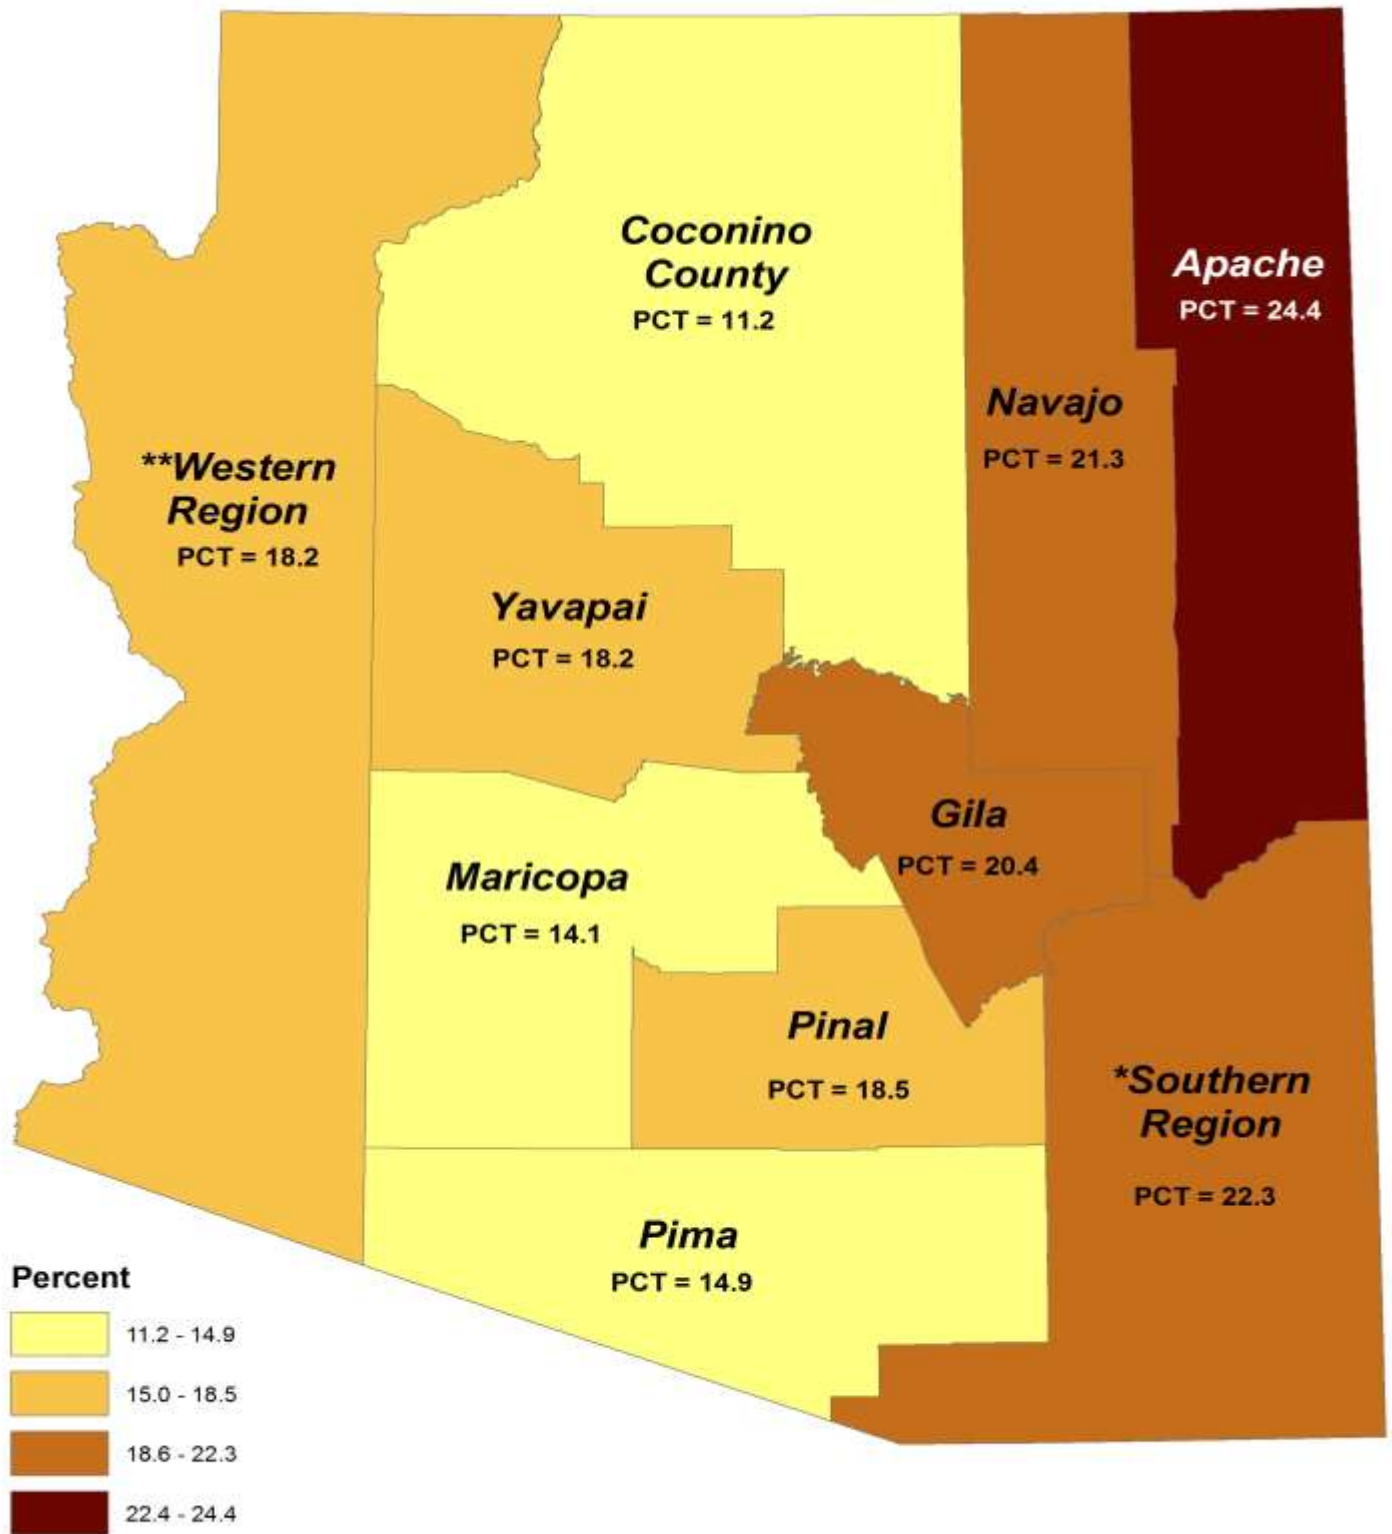 Coconino
County
PCT = 11.2
Apache
PCT = 24.4
Navajo
PCT = 21.3
**Western
Region
PCT = 18.2
Yavapai
PCT = 18.2
Gila
PCT = 20.4
Maricopa
PCT = 14.1
Pinal
PCT = 18.5
*Southern
Region
PCT = 22.3
Pima
PCT = 14.9
Percent
11.2 - 14.9
15.0 - 18.5
18.6 - 22.3
22.4 - 24.4